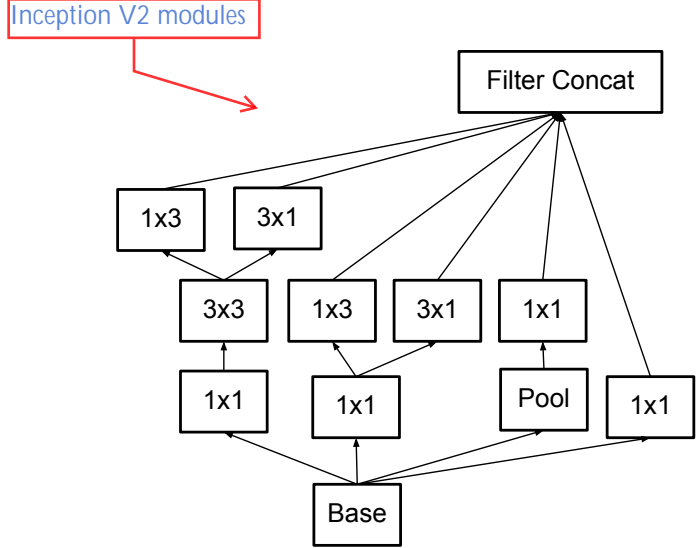 Inception V2 modules
Filter Concat
1x3 3x1
3x3 1x3 3x1 1x1
1x1 1x1 Pool 1x1
Base